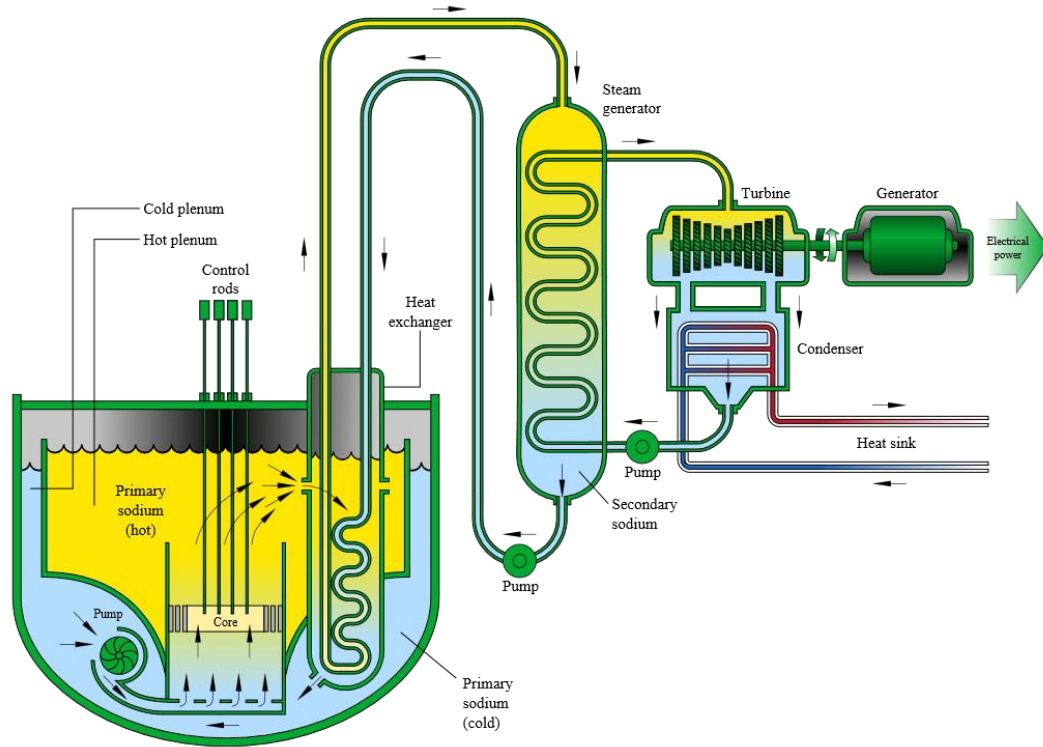 Steam
generator
Turbine
Generator
Cold plenum
Hot plenum
Electrical
power
Control
rods
Heat
exchanger
Condenser
Heat sink
Pump
Primary
sodium
(hot)
Secondary
sodium
Pump
Pump
Core
Primary
sodium
(cold)